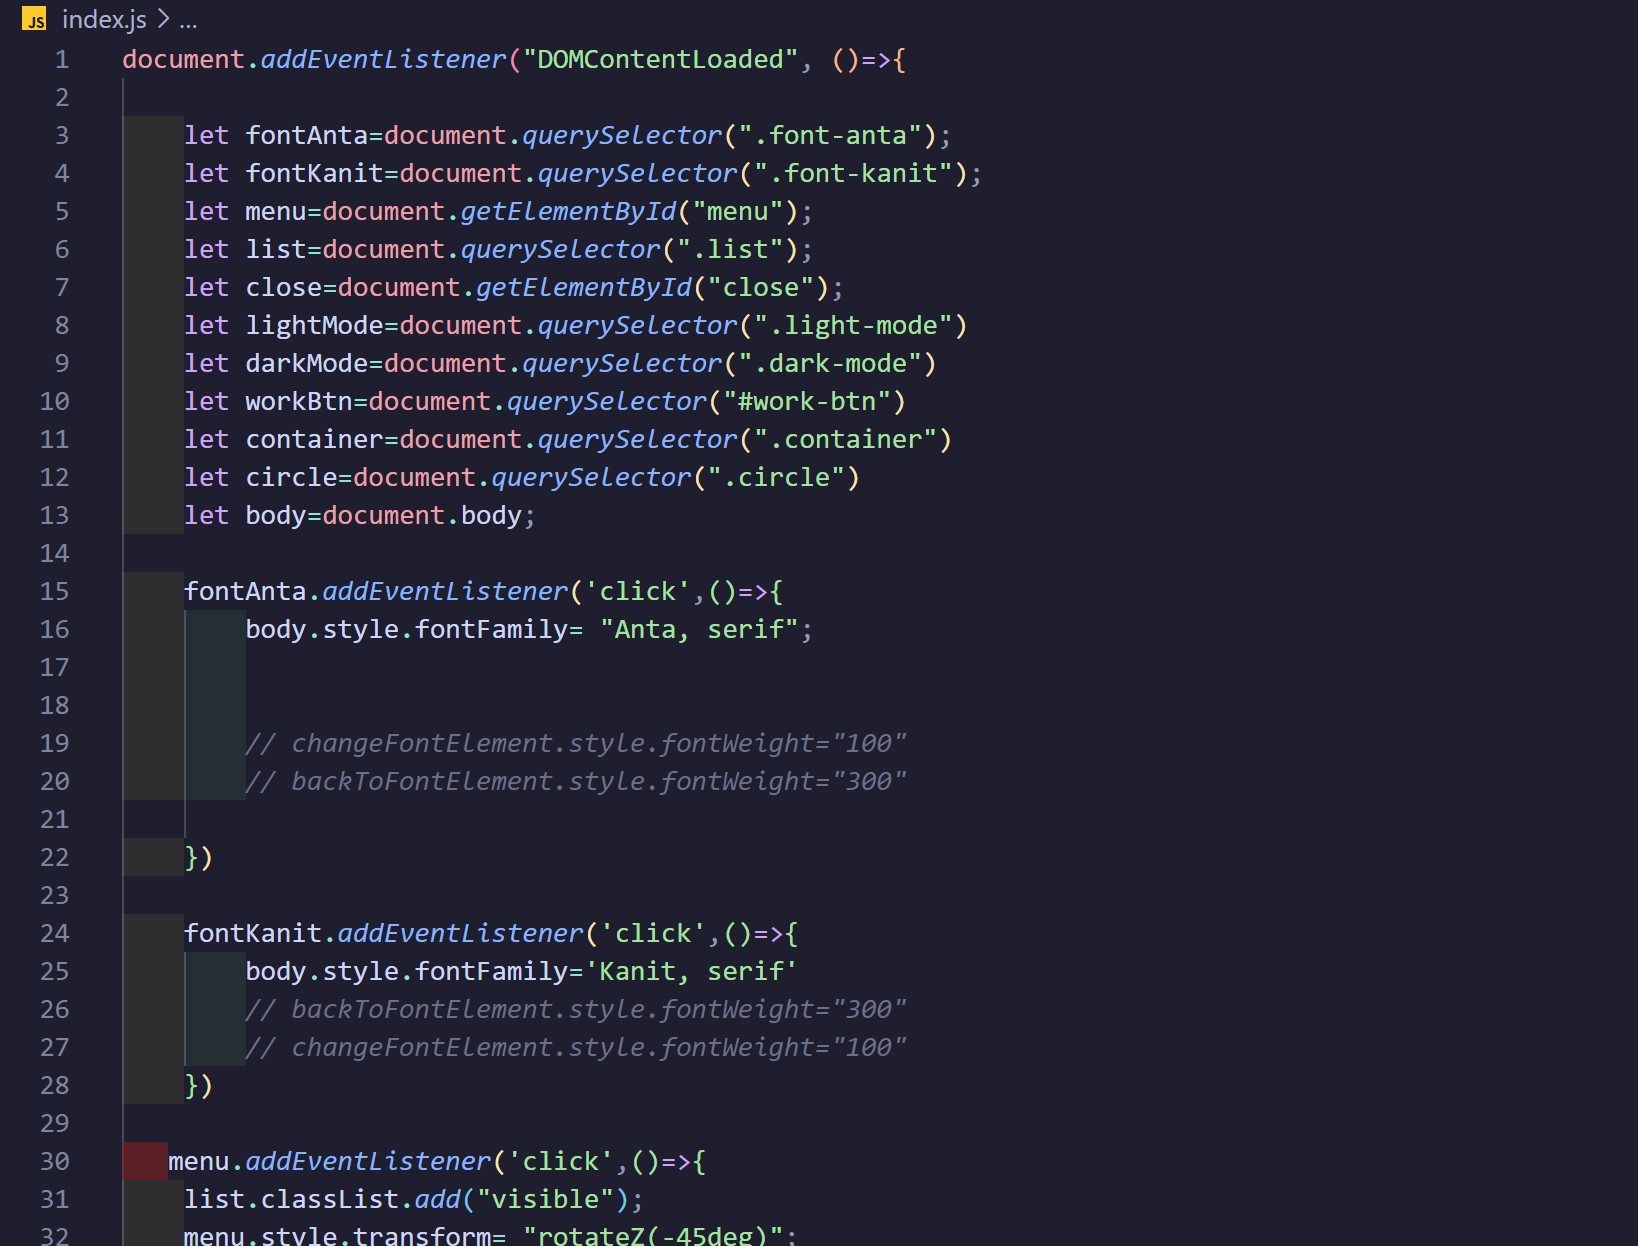 JS index.js > ...
1 document.addEventListener("DOMContentLoaded", ()=>{
2
3 let fontAnta=document.querySelector(".font-anta");
4 let fontKanit=document.querySelector(".font-kanit");
5 let menu=document.getElementById("menu");
6 let list=document.querySelector(".list");
7 let close=document.getElementById("close");
8 let lightMode=document.querySelector(".light-mode")
9 let darkMode=document.querySelector(".dark-mode")
10 let workBtn=document.querySelector("#work-btn")
11 let container=document.querySelector(".container")
12 let circle=document.querySelector(".circle")
13 let body=document.body;
14
15 fontAnta.addEventListener('click',()=>{
16 body.style.fontFamily= "Anta, serif";
17
18
19 // changeFontElement.style.fontWeight="100"
20 // backToFontElement.style.fontWeight="300"
21
22 })
23
24 fontKanit.addEventListener('click',()=>{
25 body.style.fontFamily='Kanit, serif'
26 // backToFontElement.style.fontWeight="300"
27 // changeFontElement.style.fontWeight="100"
28 })
29
30 menu.addEventListener('click',()=>{
31 list.classList.add("visible");
32 menu.style.transform= "rotateZ(-45deg)";